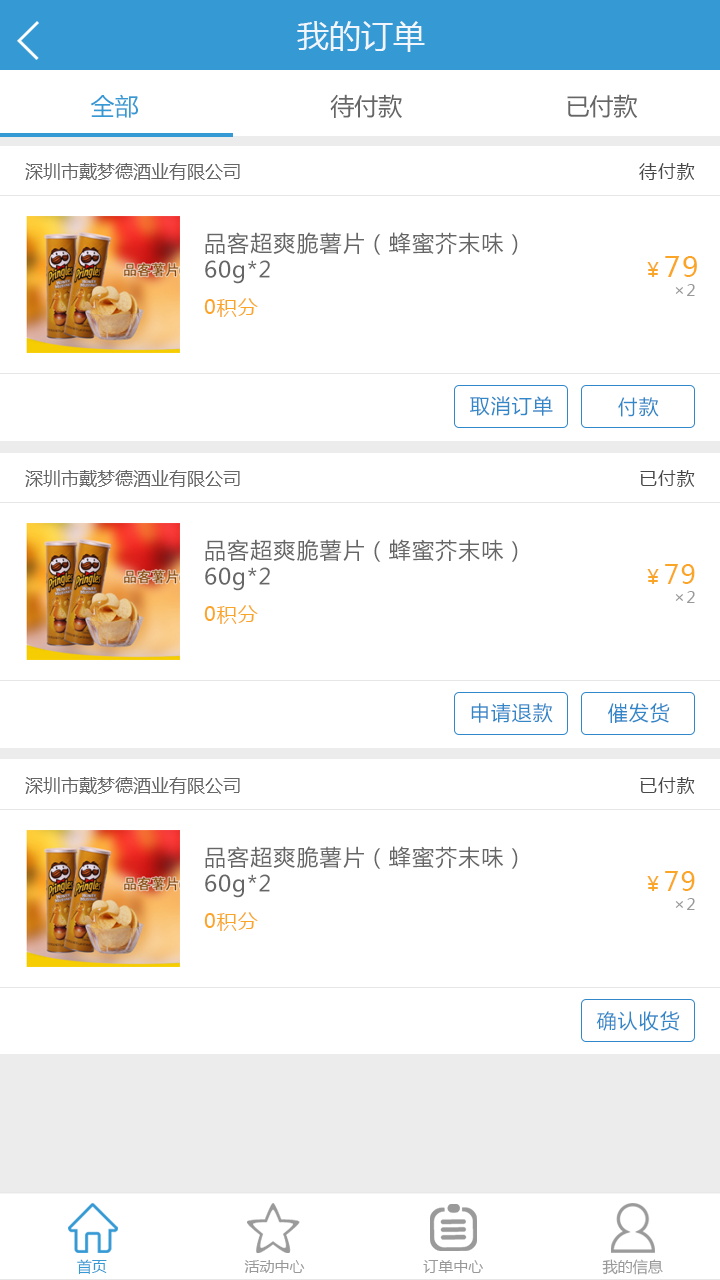 我的订单
全部 待付款 已付款
深圳市戴梦德酒业有限公司 待付款
Pringles Pringles
品客薯片
品客超爽脆薯片（蜂蜜芥末味）
60g*2
¥79
×2
0积分
取消订单 付款
深圳市戴梦德酒业有限公司 已付款
Pringles Pringles
品客薯片
品客超爽脆薯片（蜂蜜芥末味）
60g*2
¥79
×2
0积分
申请退款 催发货
深圳市戴梦德酒业有限公司 已付款
Pringles Pringles
品客薯片
品客超爽脆薯片（蜂蜜芥末味）
60g*2
¥79
×2
0积分
确认收货
首页 活动中心 订单中心 我的信息